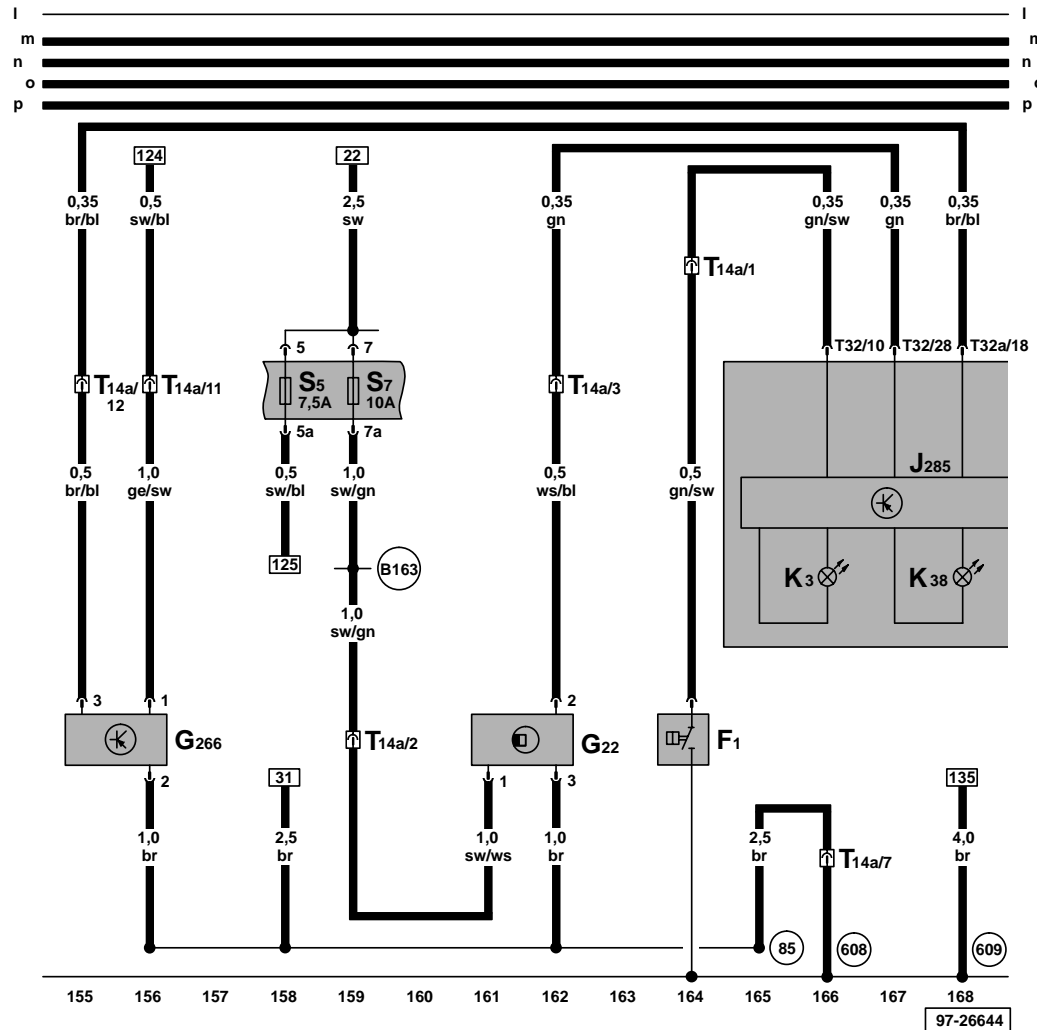 l l
m m
n n
o
p p
124 22
0,35 0,5 2,5 0,35 0,35 0,35 0,35
br/bl sw/bl sw gn gn/sw gn br/bl
T14a/1
5 7 T32/10 T32/28 T32a/18
T14a/12 T14a/11 S5 7,5A S7 10A T14a/3
5a 7a
J285
0,5 1,0 0,5 1,0 0,5 0,5
br/bl ge/sw sw/bl sw/gn ws/bl gn/sw
125 B163 K3 K38
1,0
sw/gn
3 1 2
G266 T14a/2 G22 F1
2 31 1 3 135
1,0 2,5 1,0 1,0 2,5 4,0
br br sw/ws br br br
T14a/7
85 608 609
155 156 157 158 159 160 161 162 163 164 165 166 167 168
97-26644